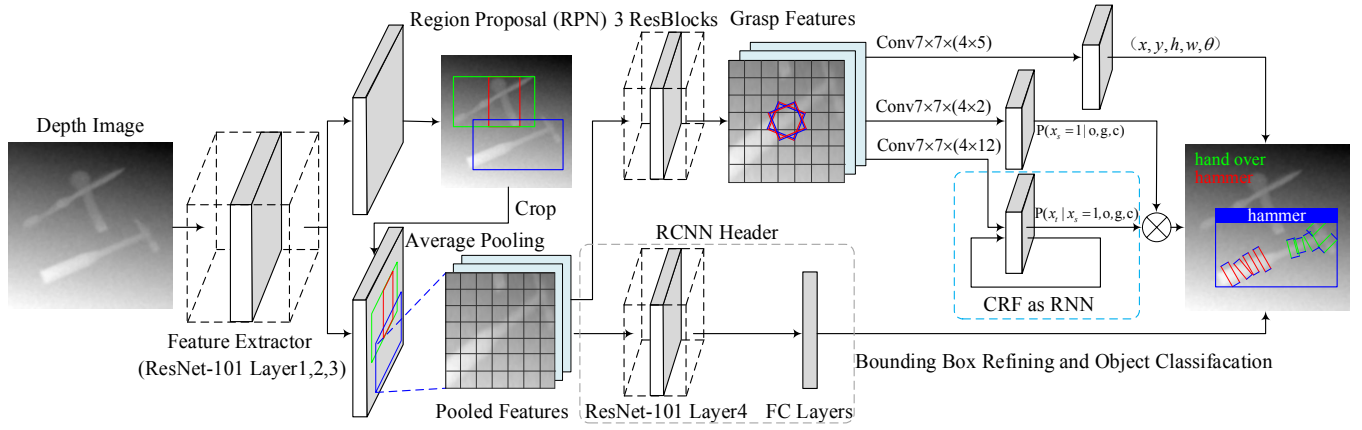 Region Proposal (RPN)
3 ResBlocks
Grasp Features
Conv7×7×(4×5)
(x, y, h, w, θ)
Depth Image
Conv7×7×(4×2)
P(x_s = 1 | o, g, c)
Conv7×7×(4×12)
hand over
hammer
P(x_t | x_s = 1, o, g, c)
hammer
Crop
Average Pooling
RCNN Header
CRF as RNN
Feature Extractor
(ResNet-101 Layer1,2,3)
Bounding Box Refining and Object Classifacation
Pooled Features
ResNet-101 Layer4
FC Layers